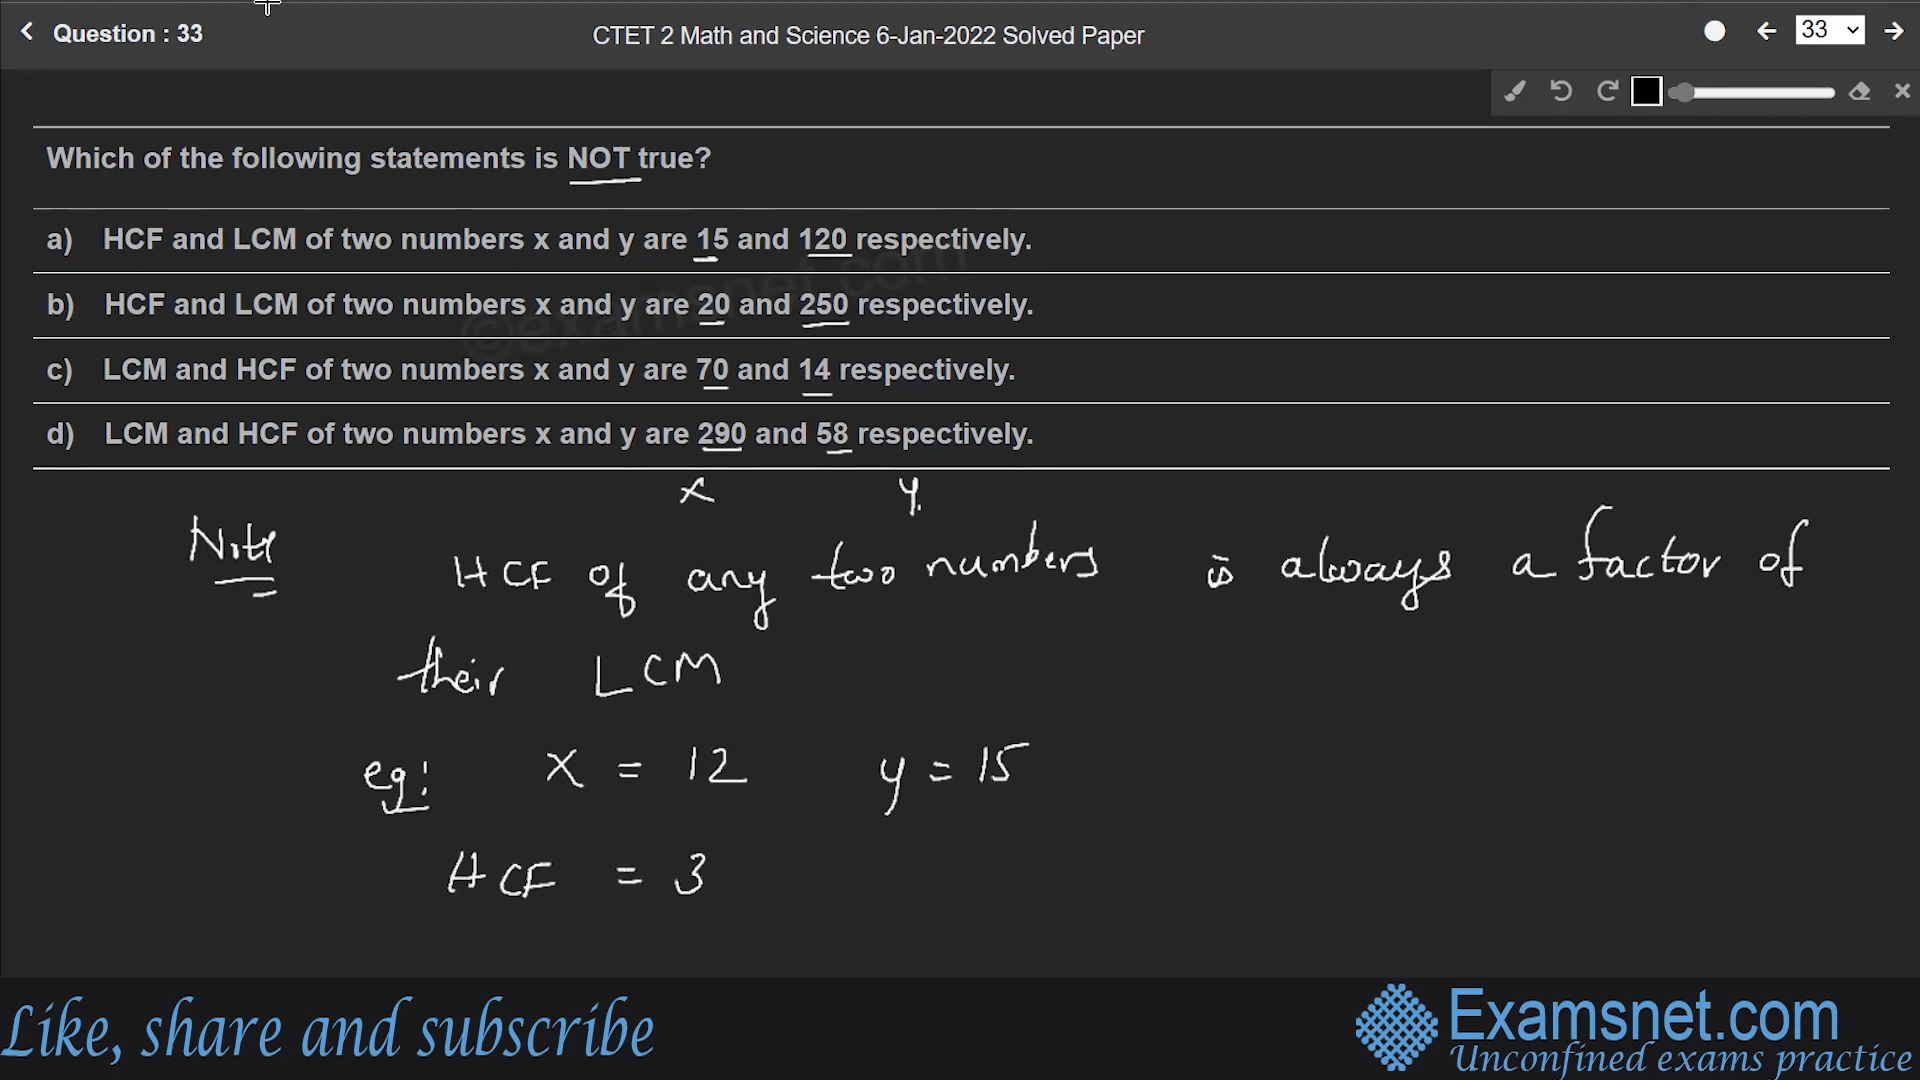 Question : 33
CTET 2 Math and Science 6-Jan-2022 Solved Paper
33
Which of the following statements is NOT true?
a) HCF and LCM of two numbers x and y are 15 and 120 respectively.
b) HCF and LCM of two numbers x and y are 20 and 250 respectively.
©examsnet.com
c) LCM and HCF of two numbers x and y are 70 and 14 respectively.
d) LCM and HCF of two numbers x and y are 290 and 58 respectively.
x y
Note HCF of any two numbers is always a factor of
their LCM
eg: x = 12 y = 15
HCF = 3
Like, share and subscribe
Examsnet.com
Unconfined exams practice